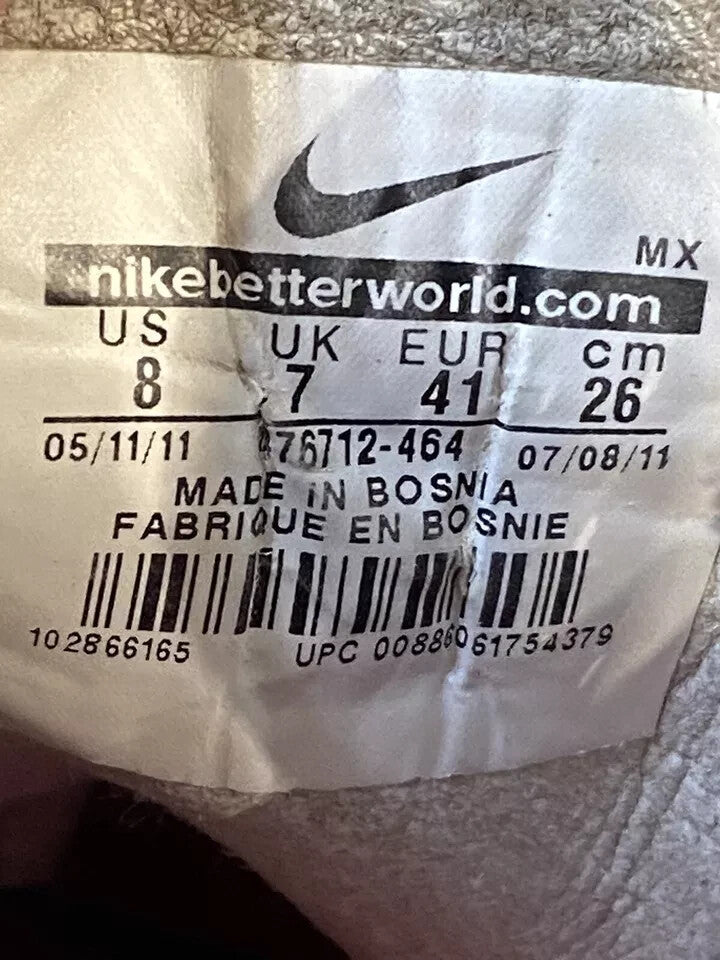 MX
nikebetterworld.com
US UK EUR cm
8 7 41 26
05/11/11 476712-464 07/08/11
MADE IN BOSNIA
FABRIQUE EN BOSNIE
102866165 UPC 00886061754379